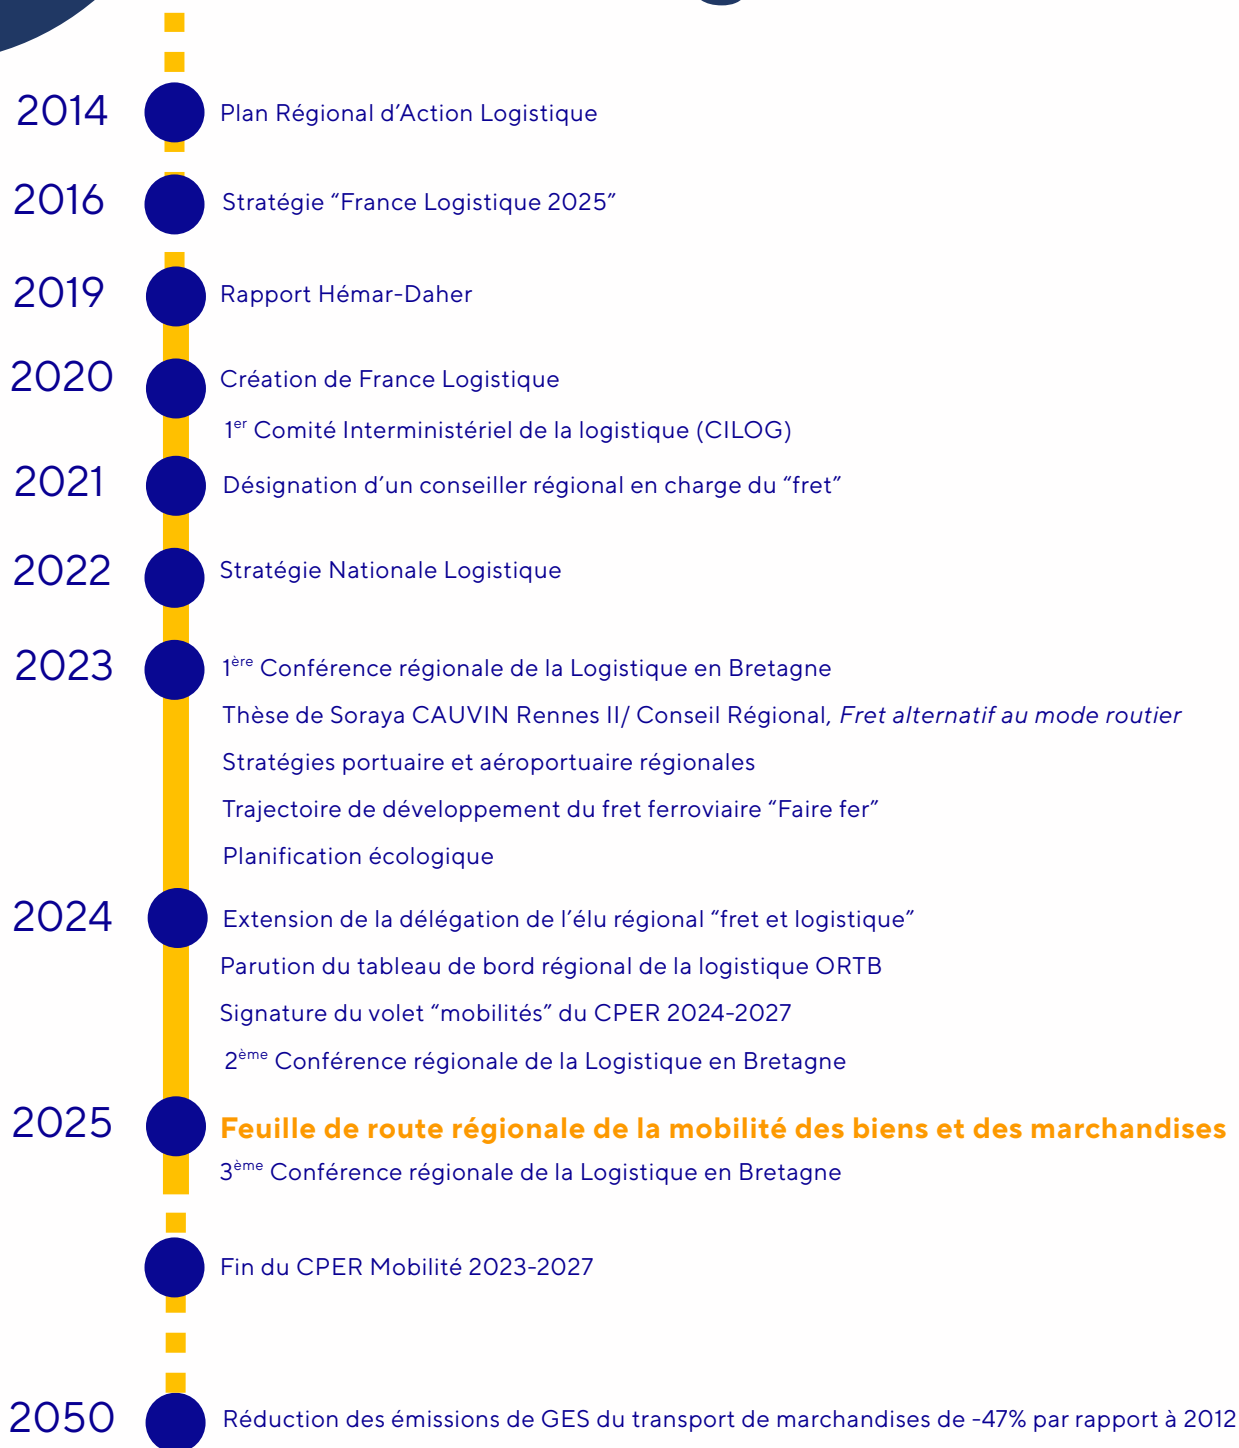 2014 Plan Régional d’Action Logistique
2016 Stratégie “France Logistique 2025”
2019 Rapport Hémar-Daher
2020 Création de France Logistique
1er Comité Interministériel de la logistique (CILOG)
2021 Désignation d’un conseiller régional en charge du “fret”
2022 Stratégie Nationale Logistique
2023 1ère Conférence régionale de la Logistique en Bretagne
Thèse de Soraya CAUVIN Rennes II/ Conseil Régional, Fret alternatif au mode routier
Stratégies portuaire et aéroportuaire régionales
Trajectoire de développement du fret ferroviaire “Faire fer”
Planification écologique
2024 Extension de la délégation de l’élu régional “fret et logistique”
Parution du tableau de bord régional de la logistique ORTB
Signature du volet “mobilités” du CPER 2024-2027
2ème Conférence régionale de la Logistique en Bretagne
2025 Feuille de route régionale de la mobilité des biens et des marchandises
3ème Conférence régionale de la Logistique en Bretagne
Fin du CPER Mobilité 2023-2027
2050 Réduction des émissions de GES du transport de marchandises de -47% par rapport à 2012